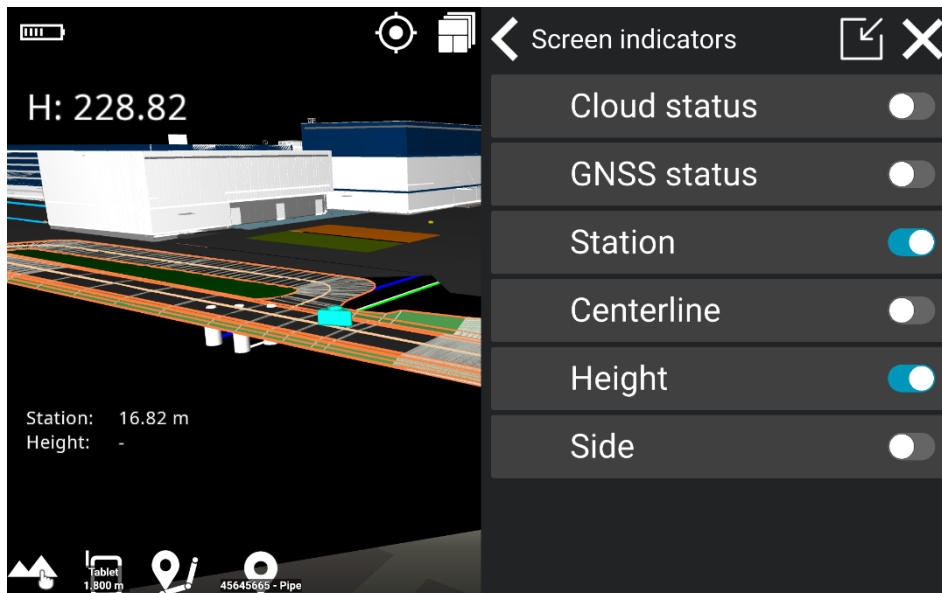 Screen indicators
H: 228.82
Cloud status
GNSS status
Station
Centerline
Height
Side
Station: 16.82 m
Height: -
Tablet
1.800 m
45645665 - Pipe